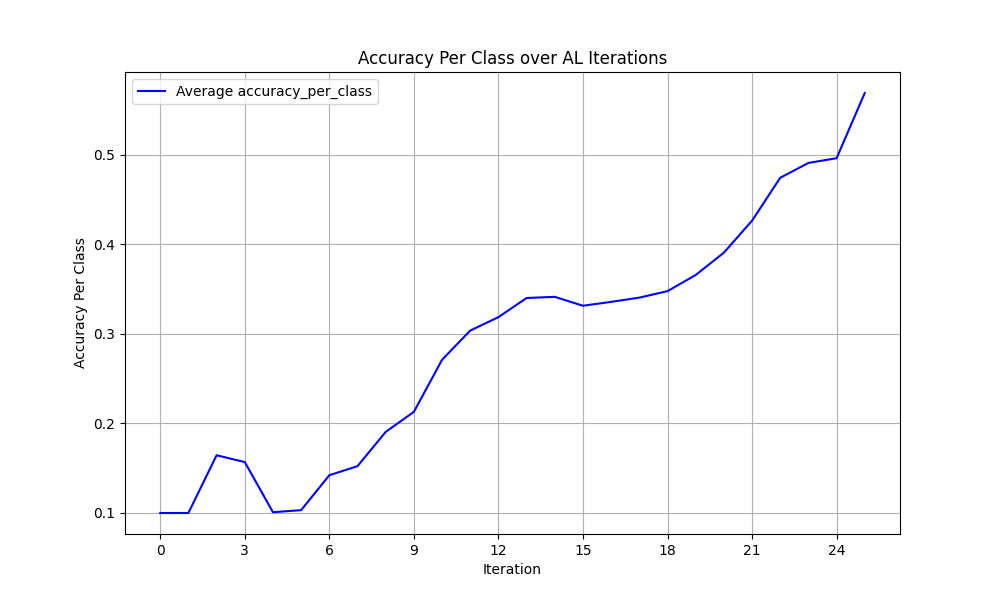 Accuracy Per Class over AL Iterations
Average accuracy_per_class
Accuracy Per Class
0.5
0.4
0.3
0.2
0.1
0 3 6 9 12 15 18 21 24
Iteration